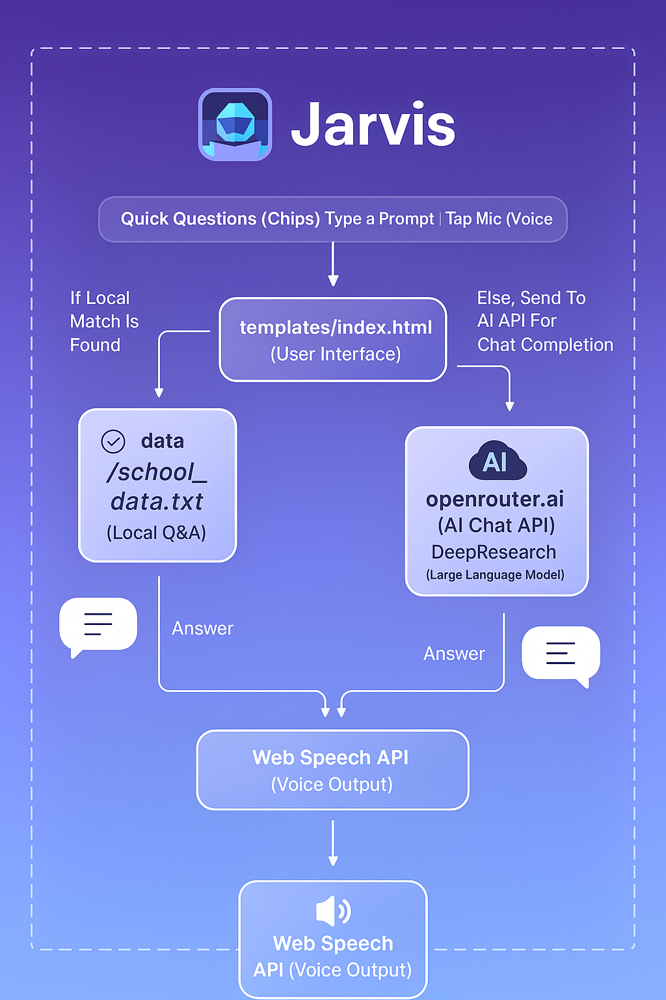 Jarvis
Quick Questions (Chips) Type a Prompt | Tap Mic (Voice
If Local
Match Is
Found
templates/index.html
(User Interface)
Else, Send To
AI API For
Chat Completion
data
/school_
data.txt
(Local Q&A)
AI
openrouter.ai
(AI Chat API)
DeepResearch
(Large Language Model)
Answer
Answer
Web Speech API
(Voice Output)
Web Speech
API (Voice Output)